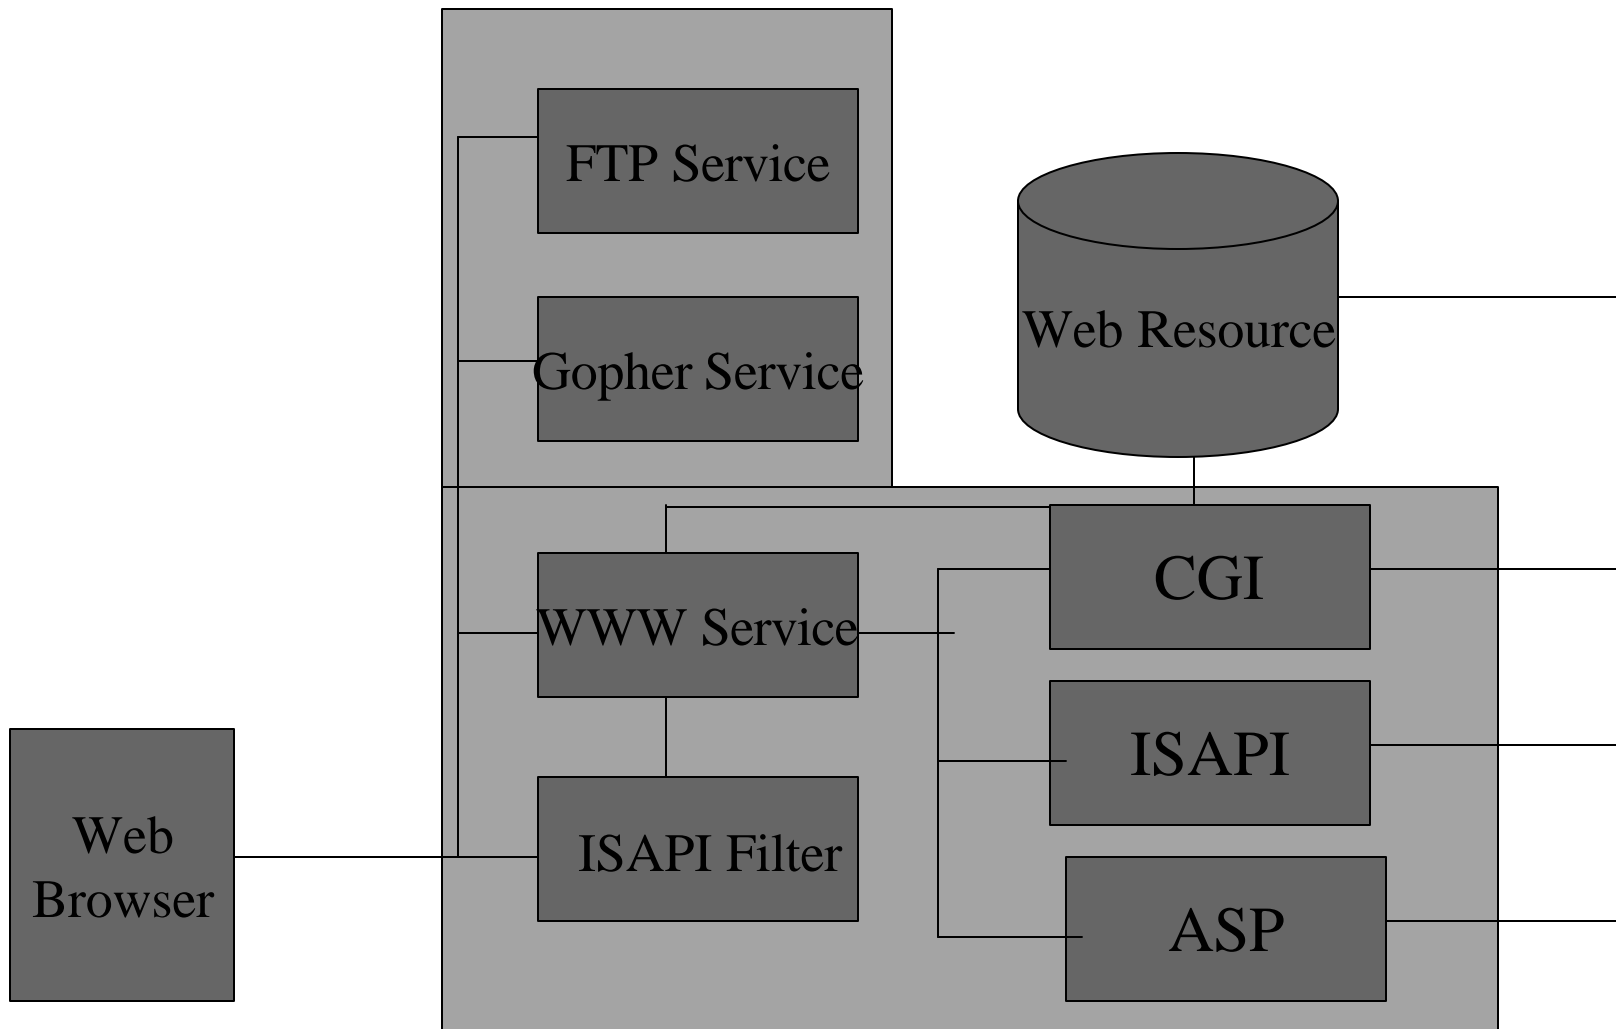 FTP Service
Gopher Service
Web Resource
WWW Service
CGI
ISAPI
ISAPI Filter
ASP
Web
Browser